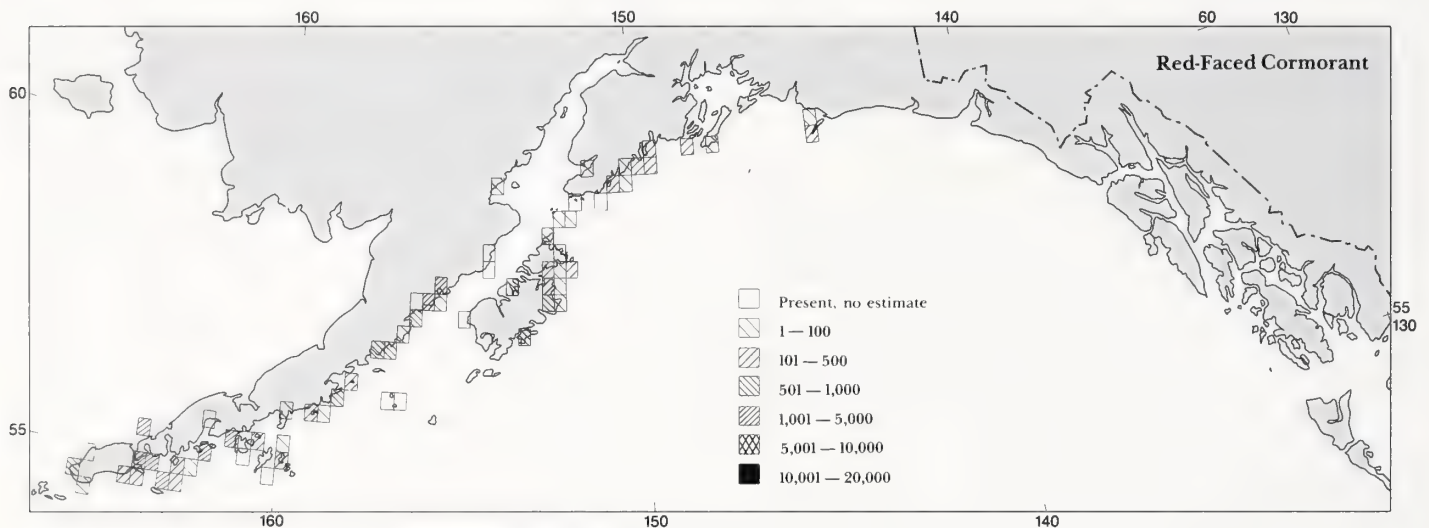 160 150 140 60 130
Red-Faced Cormorant
60
55
130
Present, no estimate
1 — 100
101 — 500
501 — 1,000
1,001 — 5,000
5,001 — 10,000
10,001 — 20,000
55
160 150 140